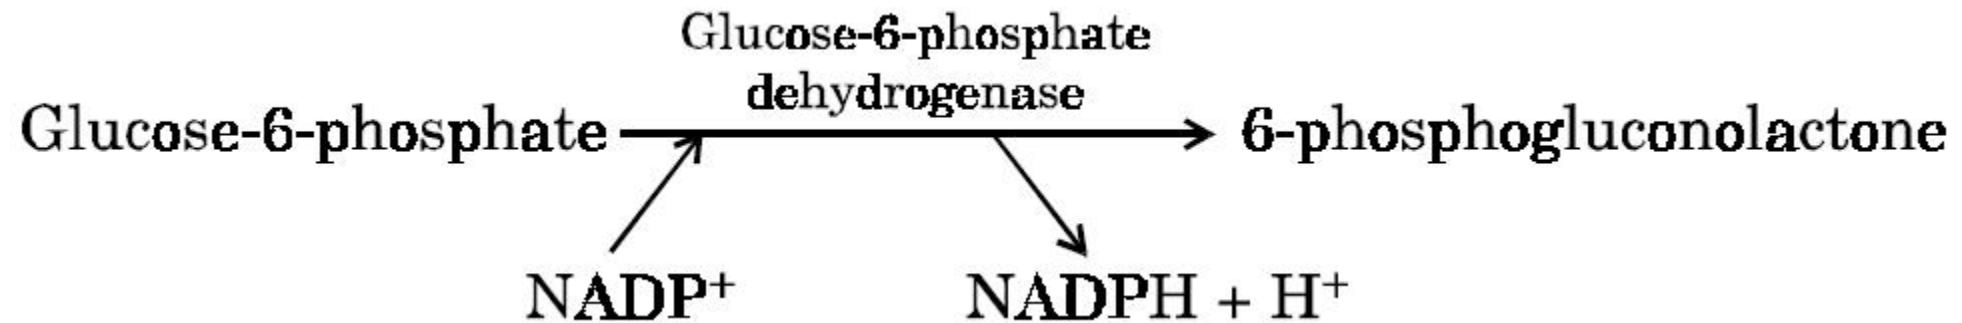 Glucose-6-phosphate
dehydrogenase
Glucose-6-phosphate
6-phosphogluconolactone
NADP⁺
NADPH + H⁺